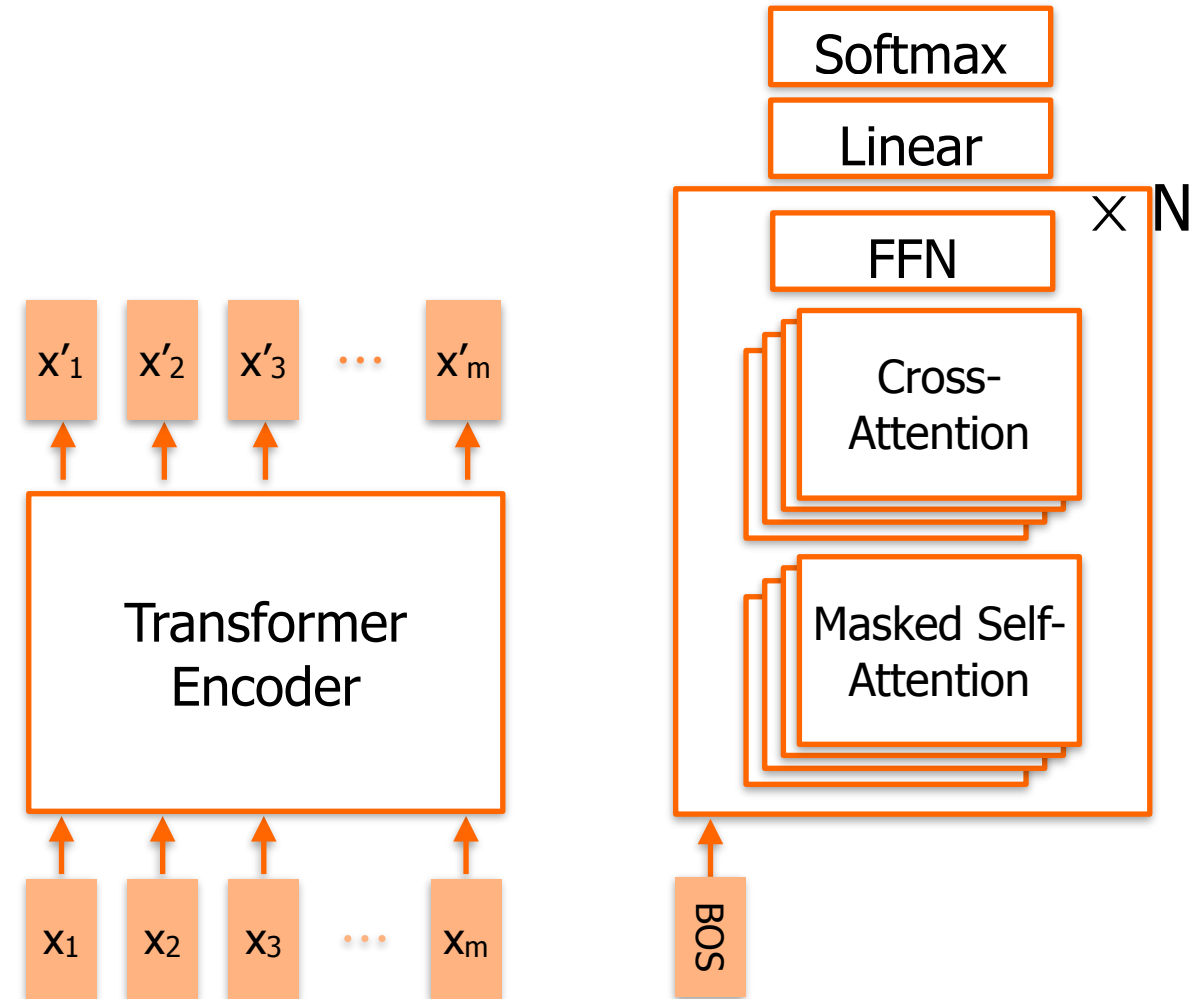 Softmax
Linear
× N
FFN
x′1 x′2 x′3 ··· x′m
Cross-
Attention
Transformer
Encoder
Masked Self-
Attention
x1 x2 x3 ··· xm
BOS